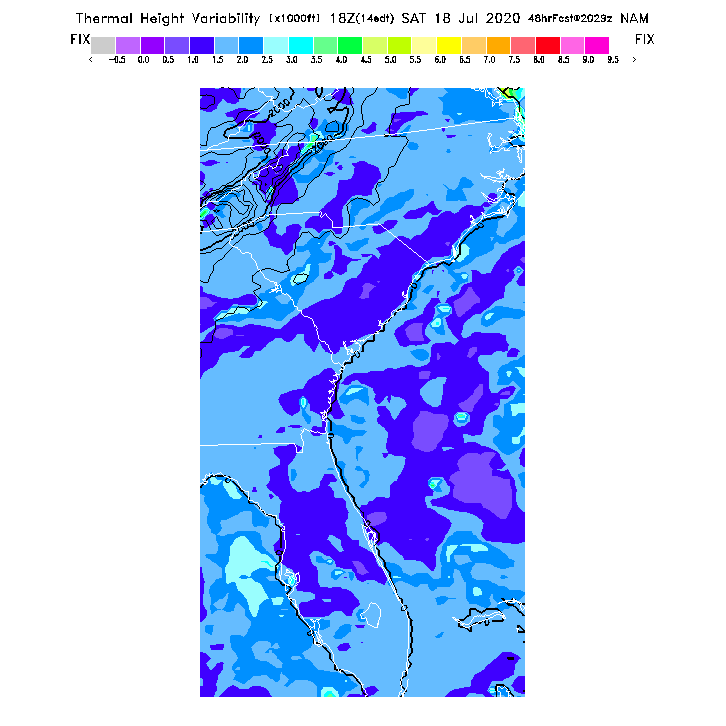 Thermal Height Variability [x1000ft] 18Z(14edt) SAT 18 Jul 2020 48hrFcst@2029z NAM
FIX FIX
< -0.5 0.0 0.5 1.0 1.5 2.0 2.5 3.0 3.5 4.0 4.5 5.0 5.5 6.0 6.5 7.0 7.5 8.0 8.5 9.0 9.5 >
2000